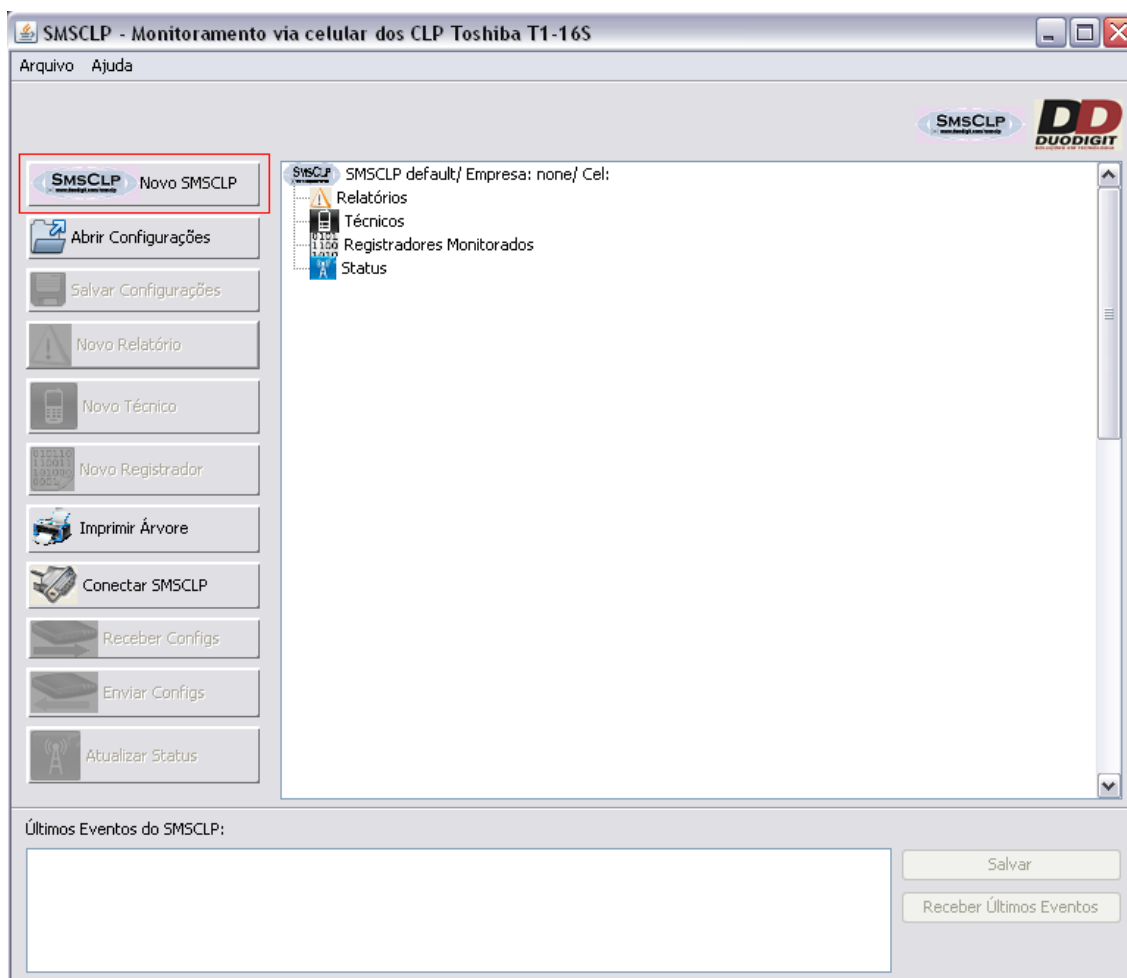 SMSCLP - Monitoramento via celular dos CLP Toshiba T1-16S
Arquivo Ajuda
SMSCLP
DD
DUODIGIT
SMSCLP Novo SMSCLP
Abrir Configurações
Salvar Configurações
Novo Relatório
Novo Técnico
Novo Registrador
Imprimir Árvore
Conectar SMSCLP
Receber Configs
Enviar Configs
Atualizar Status
SMSCLP SMSCLP default/ Empresa: none/ Cel:
Relatórios
Técnicos
Registradores Monitorados
Status
Últimos Eventos do SMSCLP:
Salvar
Receber Últimos Eventos